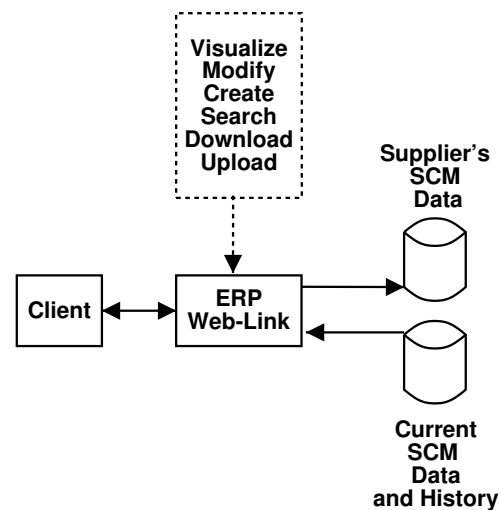 Visualize
Modify
Create
Search
Download
Upload
Supplier's
SCM
Data
Client
ERP
Web-Link
Current
SCM
Data
and History